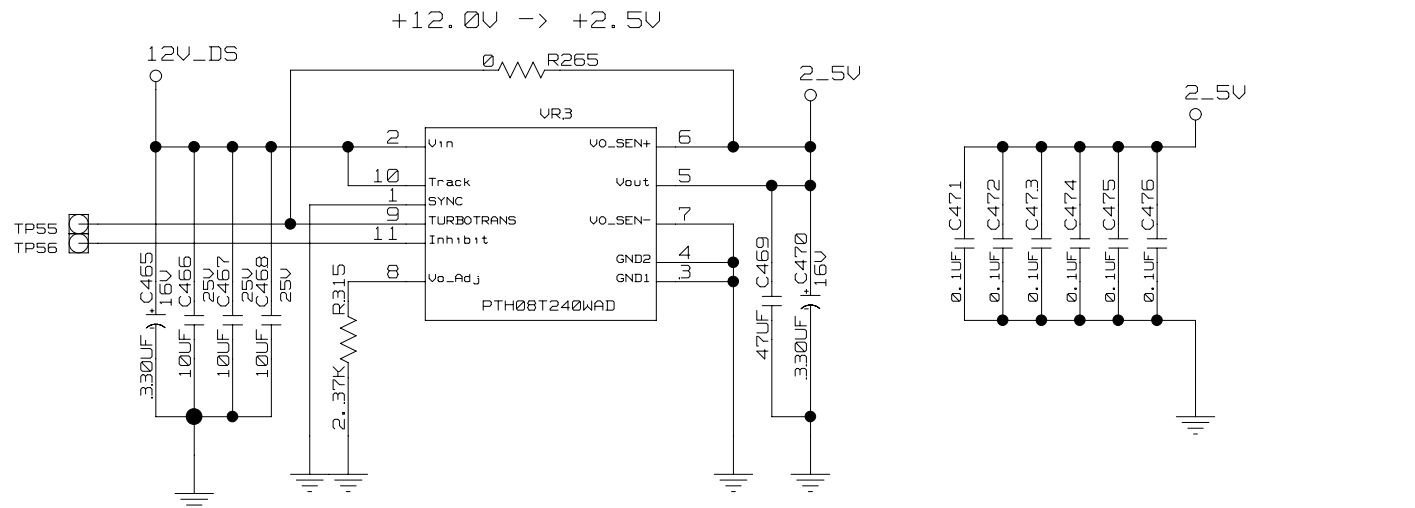 +12.0V -> +2.5V
12V_DS
0 R265
2_5V
VR3
2 Vin
10 Track
1 SYNC
9 TURBOTRANS
11 Inhibit
8 Vo_Adj
VO_SEN+ 6
Vout 5
VO_SEN- 7
GND2 4
GND1 3
PTH08T240WAD
TP55
TP56
330UF + C465
16V
10UF C466
25V
10UF C467
25V
10UF C468
25V
2.37K R315
47UF C469
330UF + C470
16V
2_5V
0.1UF C471
0.1UF C472
0.1UF C473
0.1UF C474
0.1UF C475
0.1UF C476